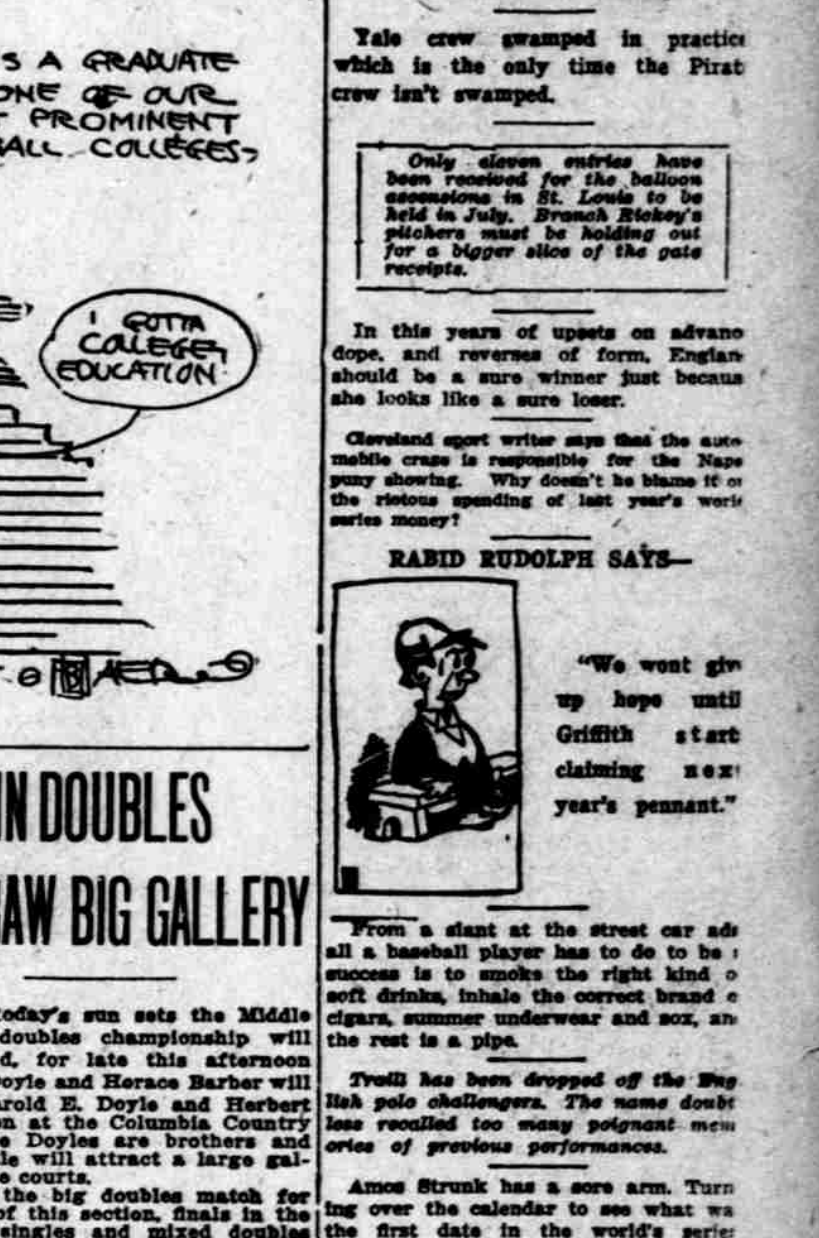 S A GRADUATE
ONE OF OUR
T PROMINENT
BALL COLLEGES-
I GOTTA
COLLEGE
EDUCATION
IN DOUBLES
RAW BIG GALLERY
today's sun sets the Middle
doubles championship will
d, for late this afternoon
Doyle and Horace Barber will
arold E. Doyle and Herbert
on at the Columbia Country
e Doyles are brothers and
le will attract a large gal-
e courts.
the big doubles match for
of this section, finals in the
singles and mixed doubles
Yale crew swamped in practice
which is the only time the Pirat
crew isn't swamped.
Only eleven entries have
been received for the balloon
ascensions in St. Louis to be
held in July. Branch Rickey's
pitchers must be holding out
for a bigger slice of the gate
receipts.
In this years of upsets on advanc
dope, and reverses of form, Englan
should be a sure winner just becaus
she looks like a sure loser.
Cleveland sport writer says that the auto-
mobile craze is responsible for the Naps
puny showing. Why doesn't he blame it on
the riotous spending of last year's world
series money?
RABID RUDOLPH SAYS—
"We wont giv
up hope until
Griffith start
claiming next
year's pennant."
From a slant at the street car ads
all a baseball player has to do to be a
success is to smoke the right kind o
soft drinks, inhale the correct brand o
cigars, summer underwear and sox, an
the rest is a pipe.
Traill has been dropped off the Eng
lish polo challengers. The name doubt
less recalled too many poignant mem
ories of previous performances.
Amos Strunk has a sore arm. Turn
ing over the calendar to see what wa
the first date in the world's series